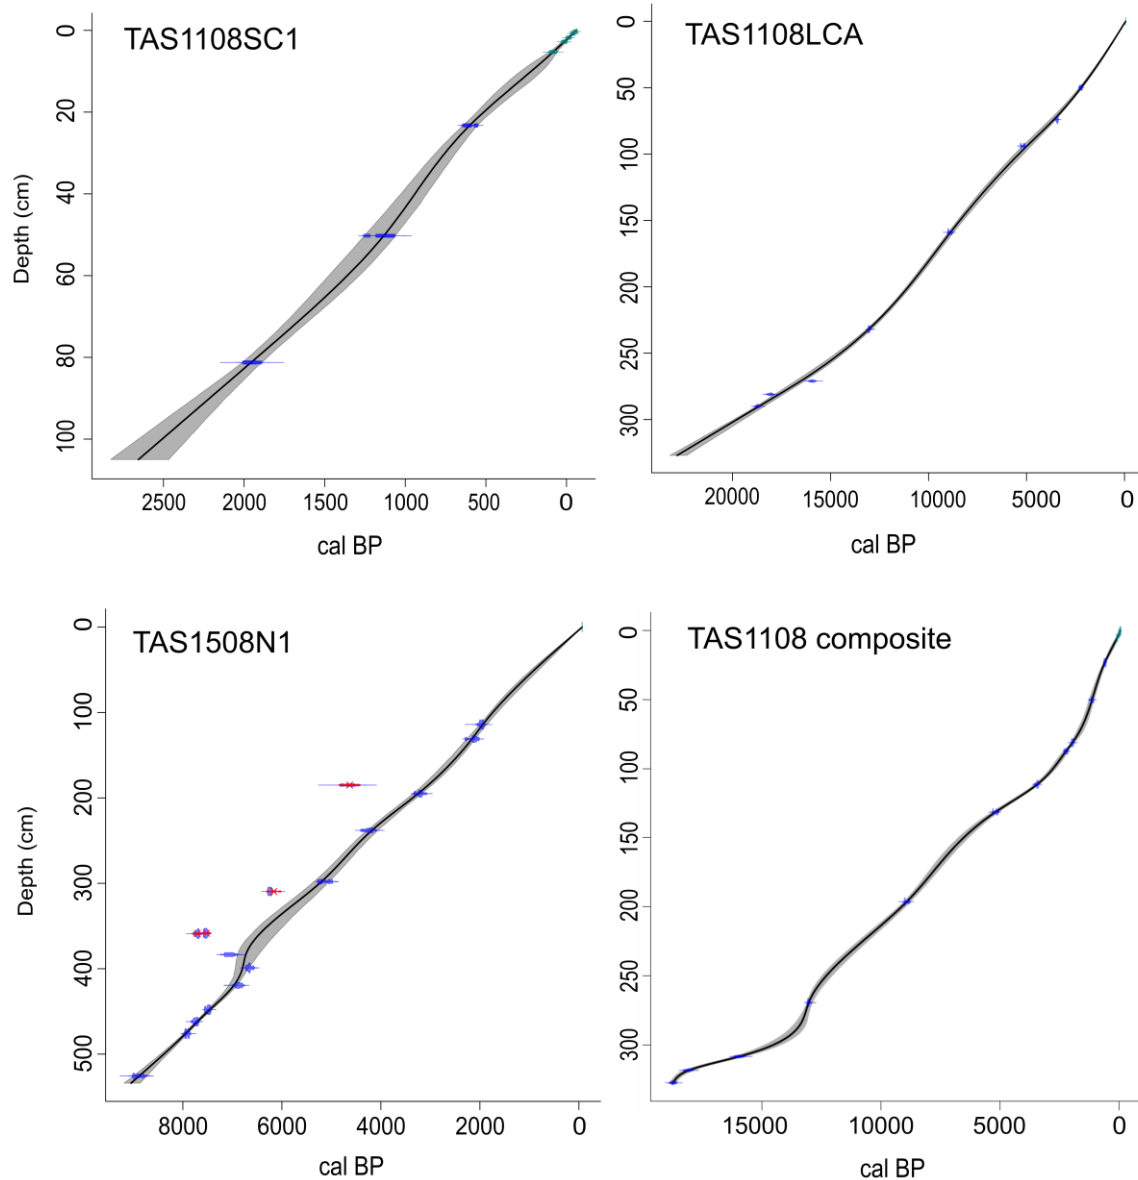 TAS1108SC1
0
20
40
60
80
100
Depth (cm)
2500 2000 1500 1000 500 0
cal BP
TAS1108LCA
0
50
100
150
200
250
300
20000 15000 10000 5000 0
cal BP
TAS1508N1
0
100
200
300
400
500
Depth (cm)
8000 6000 4000 2000 0
cal BP
TAS1108 composite
0
50
100
150
200
250
300
15000 10000 5000 0
cal BP